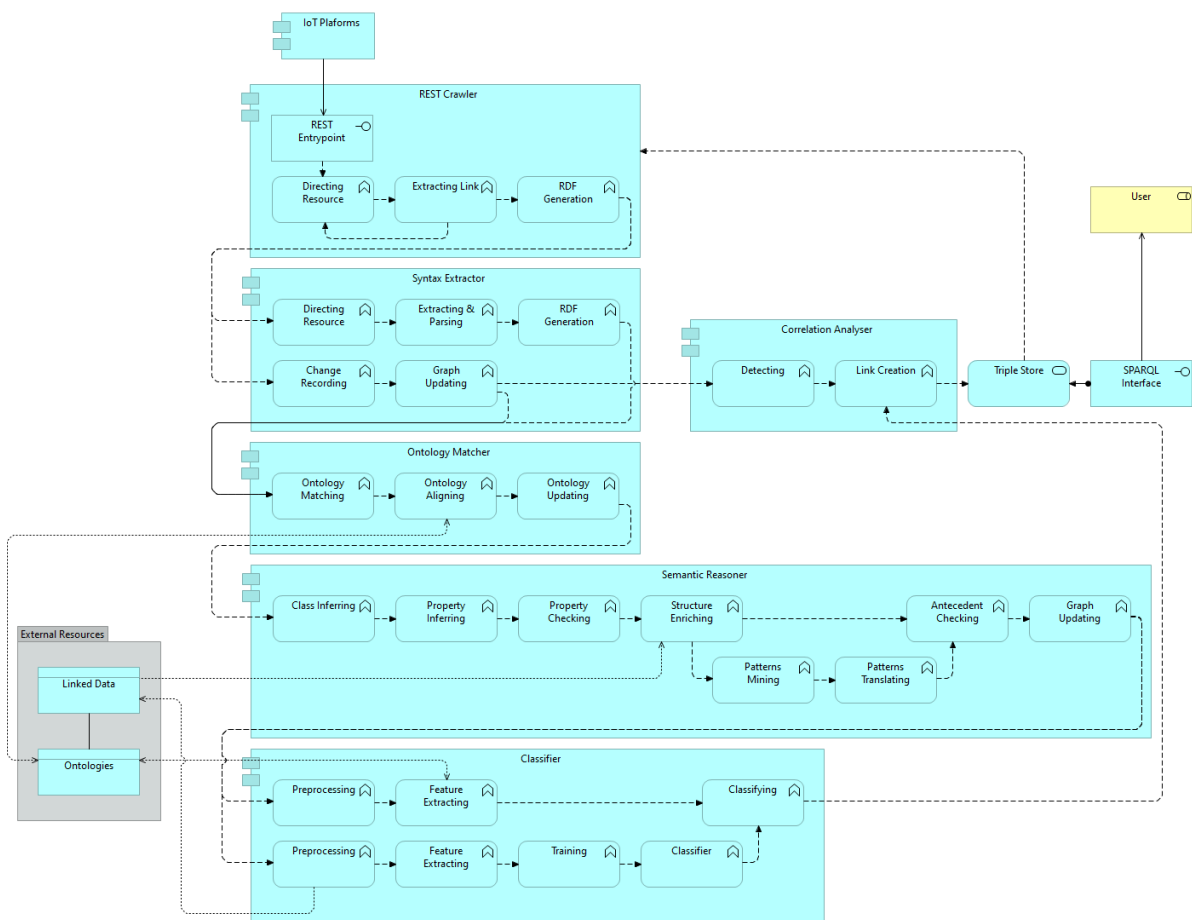 IoT Plaforms
REST Crawler
REST
Entrypoint
Directing
Resource
Extracting Link
RDF
Generation
User
Syntax Extractor
Directing
Resource
Extracting &
Parsing
RDF
Generation
Change
Recording
Graph
Updating
Correlation Analyser
Detecting
Link Creation
Triple Store
SPARQL
Interface
Ontology Matcher
Ontology
Matching
Ontology
Aligning
Ontology
Updating
Semantic Reasoner
Class Inferring
Property
Inferring
Property
Checking
Structure
Enriching
Antecedent
Checking
Graph
Updating
Patterns
Mining
Patterns
Translating
External Resources
Linked Data
Ontologies
Classifier
Preprocessing
Feature
Extracting
Classifying
Preprocessing
Feature
Extracting
Training
Classifier